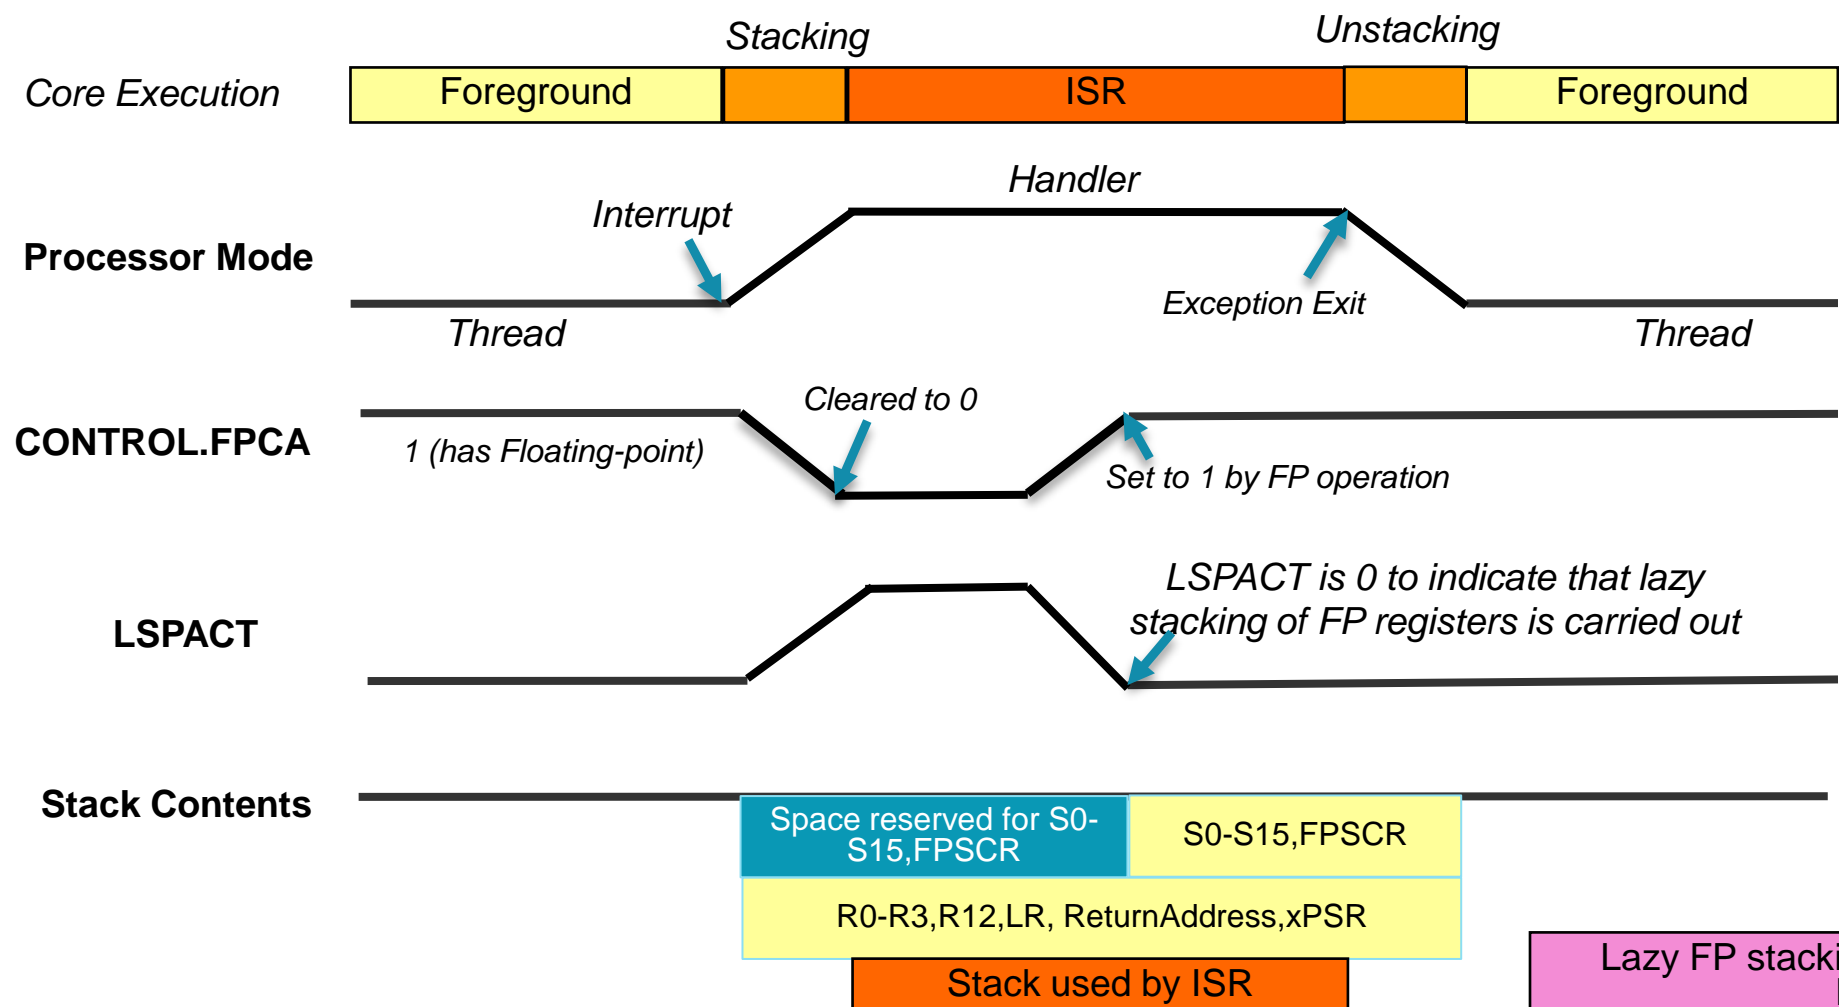 Stacking
Unstacking
Core Execution
Foreground
ISR
Foreground
Handler
Interrupt
Processor Mode
Exception Exit
Thread
Thread
Cleared to 0
CONTROL.FPCA
1 (has Floating-point)
Set to 1 by FP operation
LSPACT is 0 to indicate that lazy
stacking of FP registers is carried out
LSPACT
Stack Contents
Space reserved for S0-
S15,FPSCR
S0-S15,FPSCR
R0-R3,R12,LR, ReturnAddress,xPSR
Lazy FP
Stack used by ISR